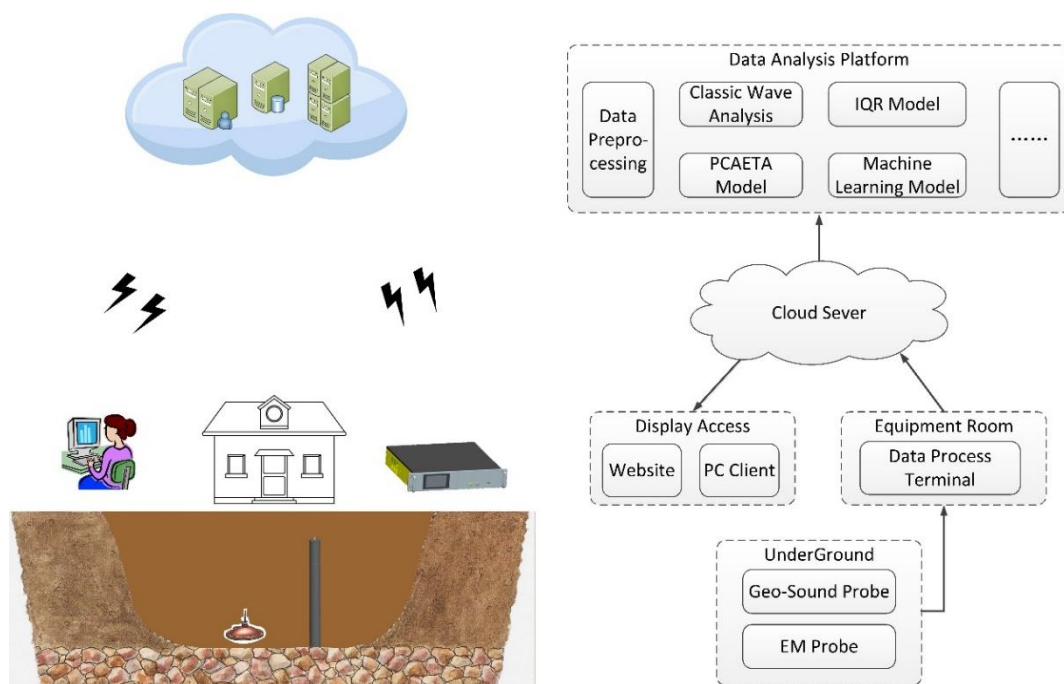 Data Analysis Platform
Data
Prepro-
cessing
Classic Wave
Analysis
IQR Model
......
PCAETA
Model
Machine
Learning Model
Cloud Sever
Display Access
Website
PC Client
Equipment Room
Data Process
Terminal
UnderGround
Geo-Sound Probe
EM Probe